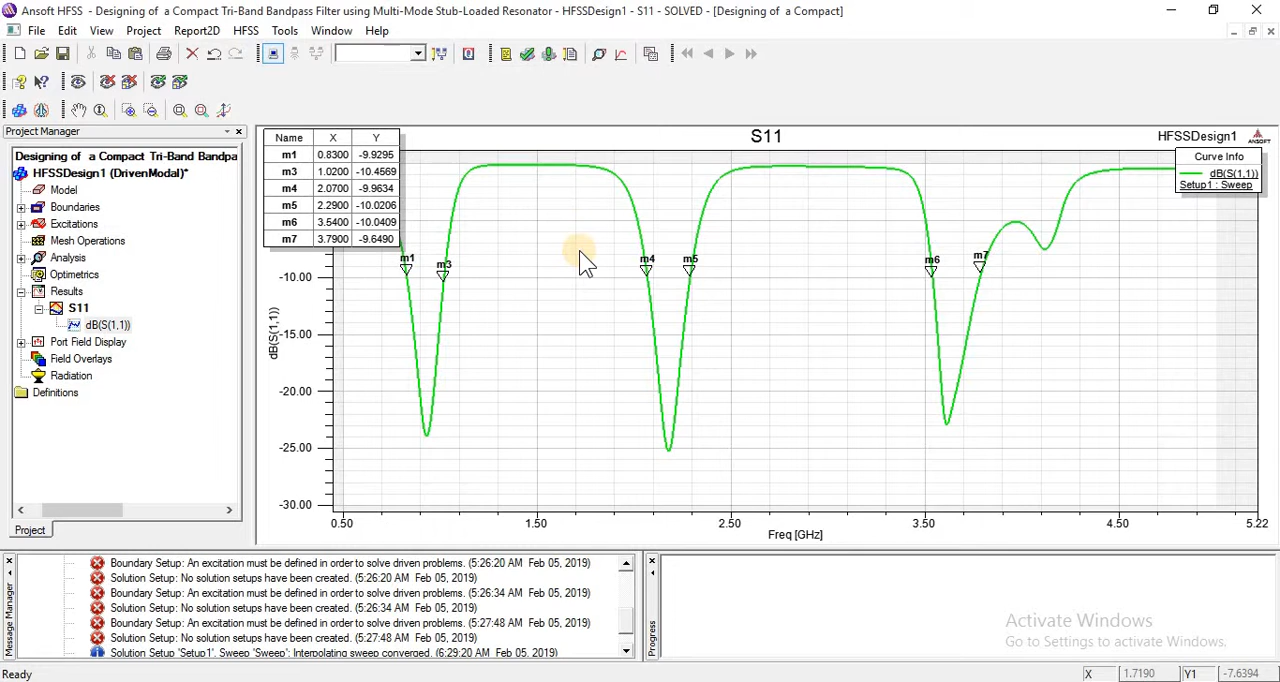 Ansoft HFSS - Designing of a Compact Tri-Band Bandpass Filter using Multi-Mode Stub-Loaded Resonator - HFSSDesign1 - S11 - SOLVED - [Designing of a Compact]
File Edit View Project Report2D HFSS Tools Window Help
Project Manager
Designing of a Compact Tri-Band Bandpa
HFSSDesign1 (DrivenModal)*
Model
Boundaries
Excitations
Mesh Operations
Analysis
Optimetrics
Results
S11
dB(S(1,1))
Port Field Display
Field Overlays
Radiation
Definitions
Project
S11
HFSSDesign1
ANSOFT
Name X Y
m1 0.8300 -9.9295
m3 1.0200 -10.4569
m4 2.0700 -9.9634
m5 2.2900 -10.0206
m6 3.5400 -10.0409
m7 3.7900 -9.6490
Curve Info
dB(S(1,1))
Setup1 : Sweep
m1
m3
m4
m5
m6
m7
dB(S(1,1))
-10.00
-15.00
-20.00
-25.00
-30.00
0.50 1.50 2.50 3.50 4.50 5.22
Freq [GHz]
Message Manager
Boundary Setup: An excitation must be defined in order to solve driven problems. (5:26:20 AM Feb 05, 2019)
Solution Setup: No solution setups have been created. (5:26:20 AM Feb 05, 2019)
Boundary Setup: An excitation must be defined in order to solve driven problems. (5:26:34 AM Feb 05, 2019)
Solution Setup: No solution setups have been created. (5:26:34 AM Feb 05, 2019)
Boundary Setup: An excitation must be defined in order to solve driven problems. (5:27:48 AM Feb 05, 2019)
Solution Setup: No solution setups have been created. (5:27:48 AM Feb 05, 2019)
Solution Setup 'Setup1', Sweep 'Sweep': Interpolating sweep converged. (6:29:20 AM Feb 05, 2019)
Progress
Activate Windows
Go to Settings to activate Windows.
Ready
X 1.7190 Y1 -7.6394